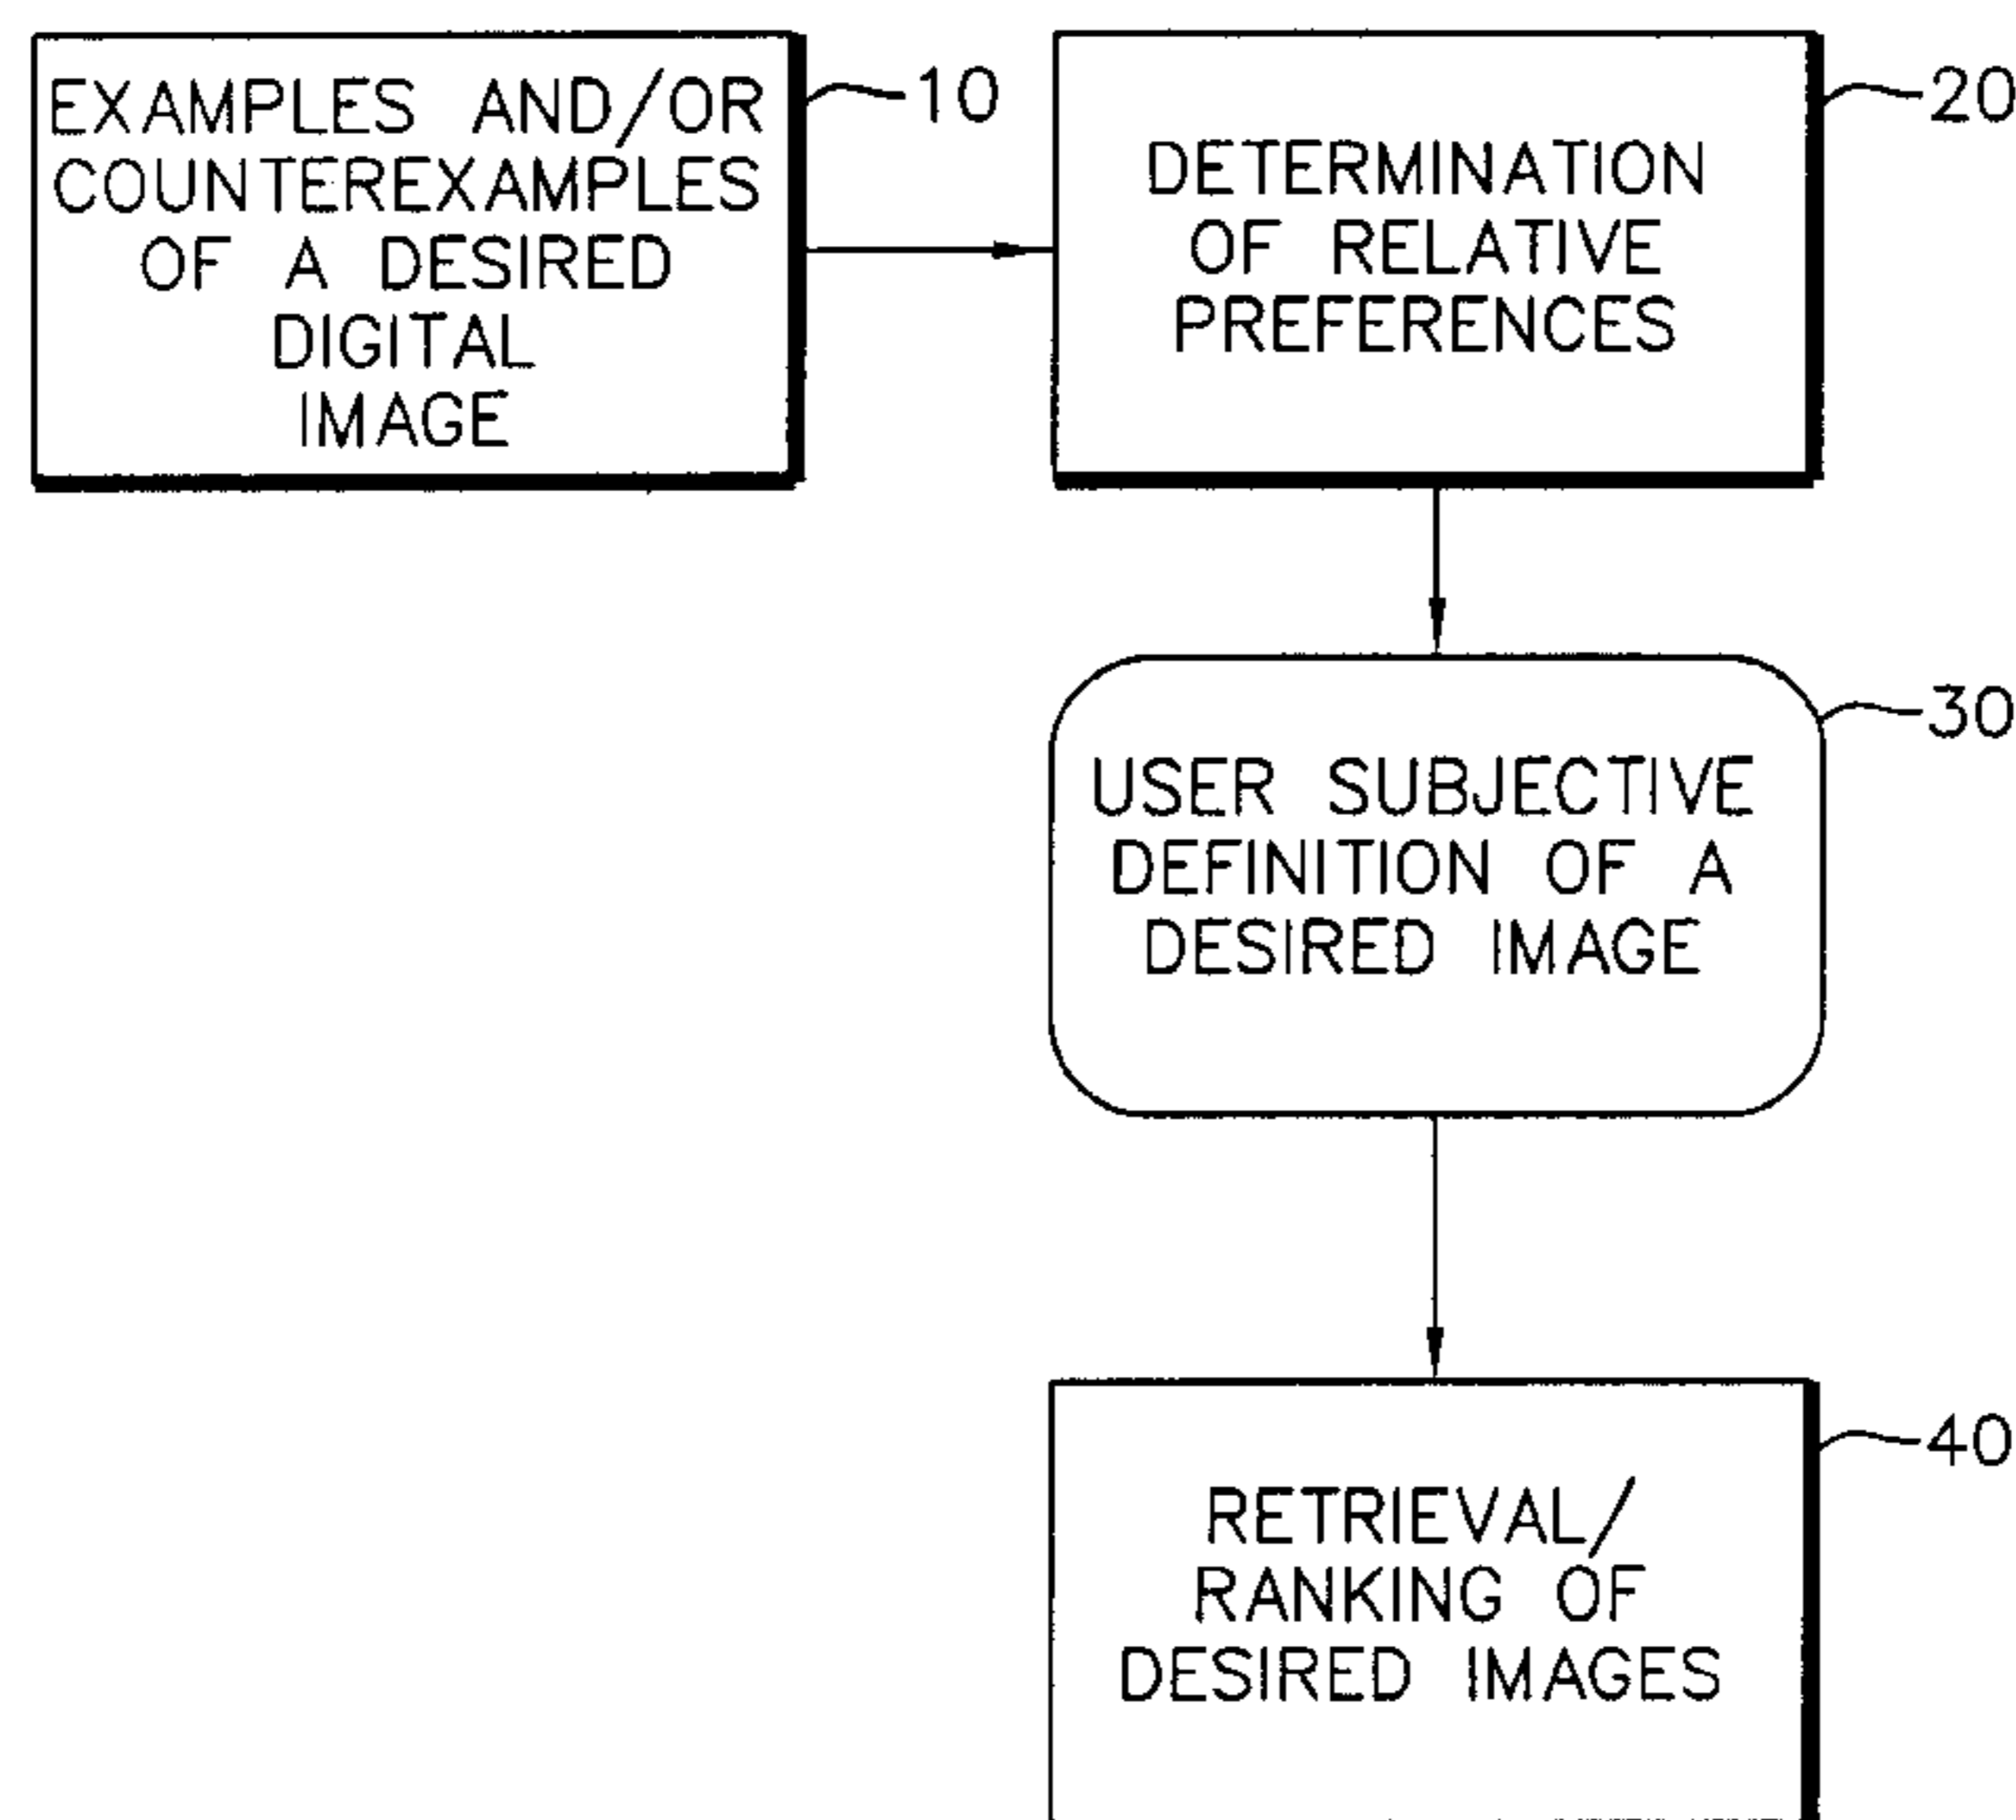 EXAMPLES AND/OR
COUNTEREXAMPLES
OF A DESIRED
DIGITAL
IMAGE
10
DETERMINATION
OF RELATIVE
PREFERENCES
20
USER SUBJECTIVE
DEFINITION OF A
DESIRED IMAGE
30
RETRIEVAL/
RANKING OF
DESIRED IMAGES
40